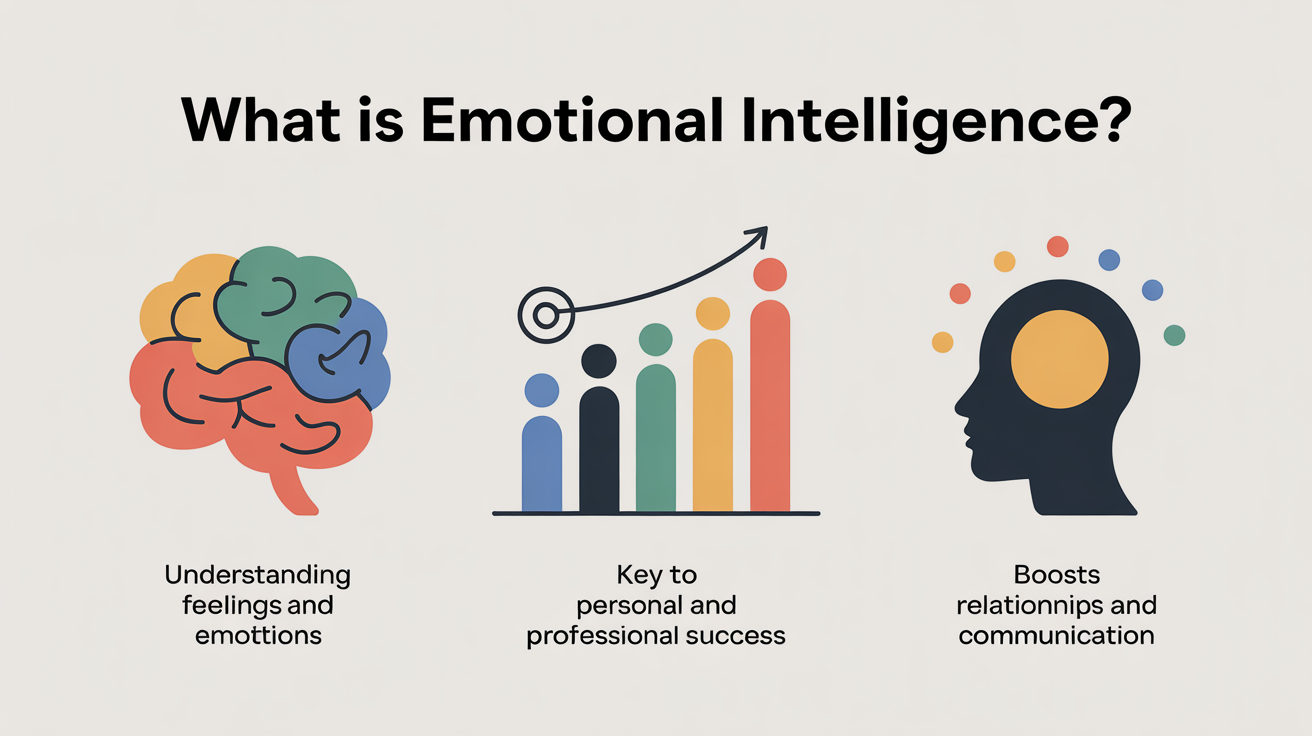 What is Emotional Intelligence?
Understanding
feelings and
emottions
Key to
personal and
professional success
Boosts
relationnips and
communication